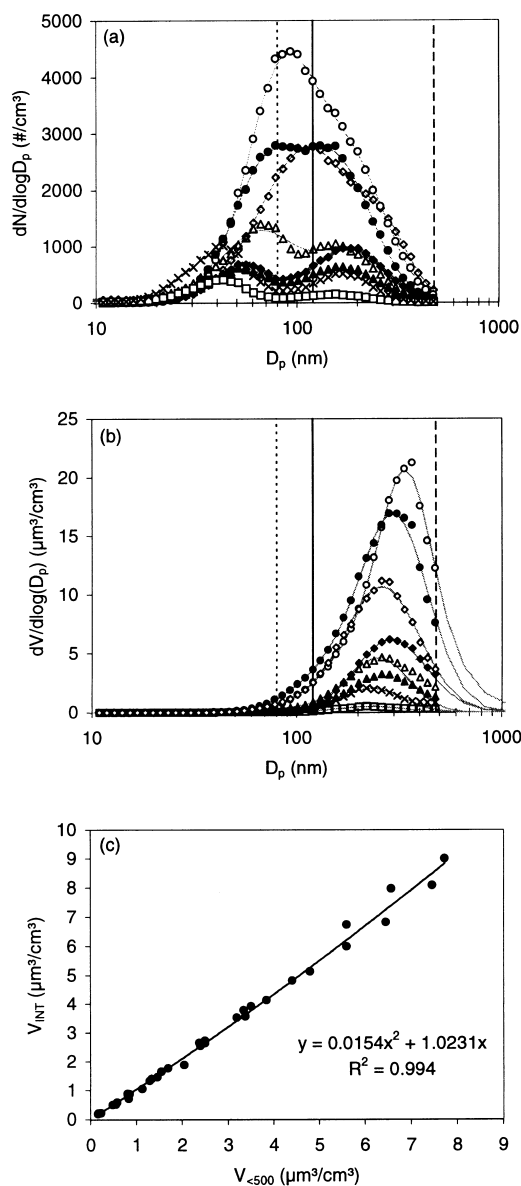 (a)
5000
4000
3000
2000
1000
0
dN/dlogDp (#/cm³)
10 100 1000
Dp (nm)
(b)
25
20
15
10
5
0
dV/dlog(Dp) (µm³/cm³)
10 100 1000
Dp (nm)
(c)
10
9
8
7
6
5
4
3
2
1
0
VINT (µm³/cm³)
y = 0.0154x² + 1.0231x
R² = 0.994
0 1 2 3 4 5 6 7 8 9
V<500 (µm³/cm³)